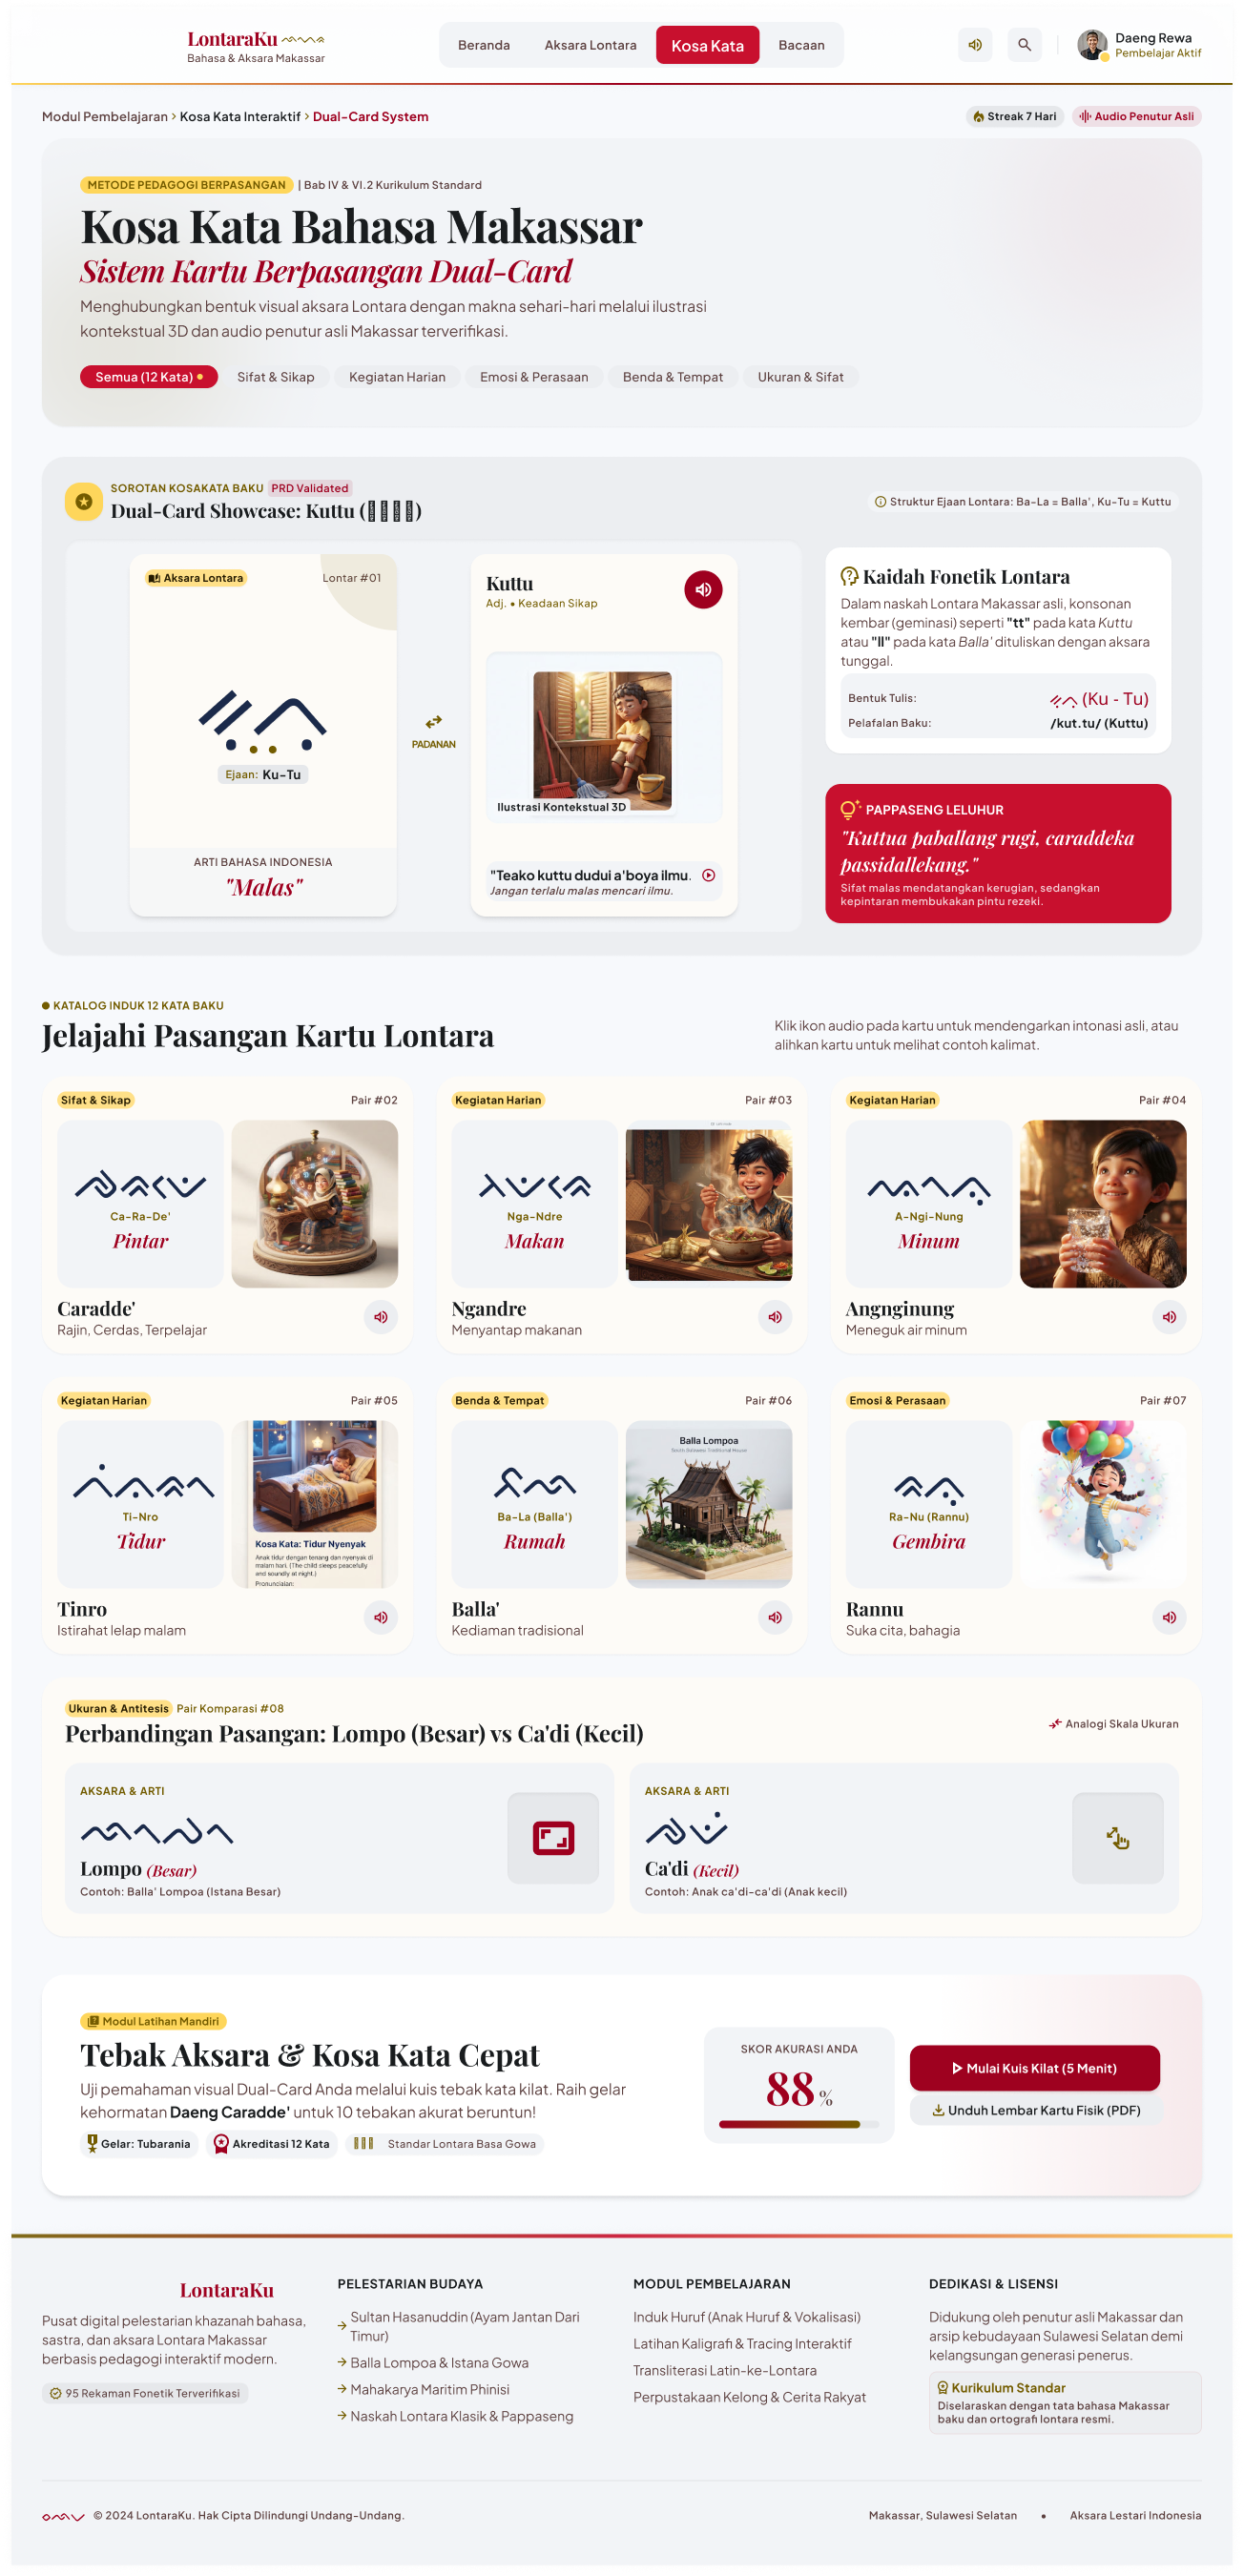 LontaraKu
Bahasa & Aksara Makassar
Beranda
Aksara Lontara
Kosa Kata
Bacaan
Daeng Rewa
Pembelajar Aktif
Modul Pembelajaran > Kosa Kata Interaktif > Dual-Card System
Streak 7 Hari
Audio Penutur Asli
METODE PEDAGOGI BERPASANGAN | Bab IV & VI.2 Kurikulum Standard
Kosa Kata Bahasa Makassar
Sistem Kartu Berpasangan Dual-Card
Menghubungkan bentuk visual aksara Lontara dengan makna sehari-hari melalui ilustrasi
kontekstual 3D dan audio penutur asli Makassar terverifikasi.
Semua (12 Kata)
Sifat & Sikap
Kegiatan Harian
Emosi & Perasaan
Benda & Tempat
Ukuran & Sifat
SOROTAN KOSAKATA BAKU PRD Validated
Dual-Card Showcase: Kuttu
Struktur Ejaan Lontara: Ba-La = Balla', Ku-Tu = Kuttu
Aksara Lontara
Lontar #01
Ejaan: Ku-Tu
ARTI BAHASA INDONESIA
"Malas"
PADANAN
Kuttu
Adj. • Keadaan Sikap
Ilustrasi Kontekstual 3D
"Teako kuttu dudui a'boya ilmu.
Jangan terlalu malas mencari ilmu.
Kaidah Fonetik Lontara
Dalam naskah Lontara Makassar asli, konsonan
kembar (geminasi) seperti "tt" pada kata Kuttu
atau "ll" pada kata Balla' dituliskan dengan aksara
tunggal.
Bentuk Tulis: (Ku - Tu)
Pelafalan Baku: /kut.tu/ (Kuttu)
PAPPASENG LELUHUR
"Kuttua paballang rugi, caraddeka
passidallekang."
Sifat malas mendatangkan kerugian, sedangkan
kepintaran membukakan pintu rezeki.
KATALOG INDUK 12 KATA BAKU
Jelajahi Pasangan Kartu Lontara
Klik ikon audio pada kartu untuk mendengarkan intonasi asli, atau
alihkan kartu untuk melihat contoh kalimat.
Sifat & Sikap
Pair #02
Ca-Ra-De'
Pintar
Caradde'
Rajin, Cerdas, Terpelajar
Kegiatan Harian
Pair #03
Nga-Ndre
Makan
Ngandre
Menyantap makanan
Kegiatan Harian
Pair #04
A-Ngi-Nung
Minum
Angnginung
Meneguk air minum
Kegiatan Harian
Pair #05
Ti-Nro
Tidur
Kosa Kata: Tidur Nyenyak
Anak tidur dengan tenang dan nyenyak di
malam hari. (The child sleeps peacefully
and soundly at night.)
Pronunciation:
Tinro
Istirahat lelap malam
Benda & Tempat
Pair #06
Ba-La (Balla')
Rumah
Balla Lompoa
Balla'
Kediaman tradisional
Emosi & Perasaan
Pair #07
Ra-Nu (Rannu)
Gembira
Rannu
Suka cita, bahagia
Ukuran & Antitesis Pair Komparasi #08
Perbandingan Pasangan: Lompo (Besar) vs Ca'di (Kecil)
Analogi Skala Ukuran
AKSARA & ARTI
Lompo (Besar)
Contoh: Balla' Lompoa (Istana Besar)
AKSARA & ARTI
Ca'di (Kecil)
Contoh: Anak ca'di-ca'di (Anak kecil)
Modul Latihan Mandiri
Tebak Aksara & Kosa Kata Cepat
Uji pemahaman visual Dual-Card Anda melalui kuis tebak kata kilat. Raih gelar
kehormatan Daeng Caradde' untuk 10 tebakan akurat beruntun!
Gelar: Tubarania
Akreditasi 12 Kata
Standar Lontara Basa Gowa
SKOR AKURASI ANDA
88%
Mulai Kuis Kilat (5 Menit)
Unduh Lembar Kartu Fisik (PDF)
LontaraKu
Pusat digital pelestarian khazanah bahasa,
sastra, dan aksara Lontara Makassar
berbasis pedagogi interaktif modern.
95 Rekaman Fonetik Terverifikasi
PELESTARIAN BUDAYA
Sultan Hasanuddin (Ayam Jantan Dari
Timur)
Balla Lompoa & Istana Gowa
Mahakarya Maritim Phinisi
Naskah Lontara Klasik & Pappaseng
MODUL PEMBELAJARAN
Induk Huruf (Anak Huruf & Vokalisasi)
Latihan Kaligrafi & Tracing Interaktif
Transliterasi Latin-ke-Lontara
Perpustakaan Kelong & Cerita Rakyat
DEDIKASI & LISENSI
Didukung oleh penutur asli Makassar dan
arsip kebudayaan Sulawesi Selatan demi
kelangsungan generasi penerus.
Kurikulum Standar
Diselaraskan dengan tata bahasa Makassar
baku dan ortografi lontara resmi.
© 2024 LontaraKu. Hak Cipta Dilindungi Undang-Undang.
Makassar, Sulawesi Selatan • Aksara Lestari Indonesia